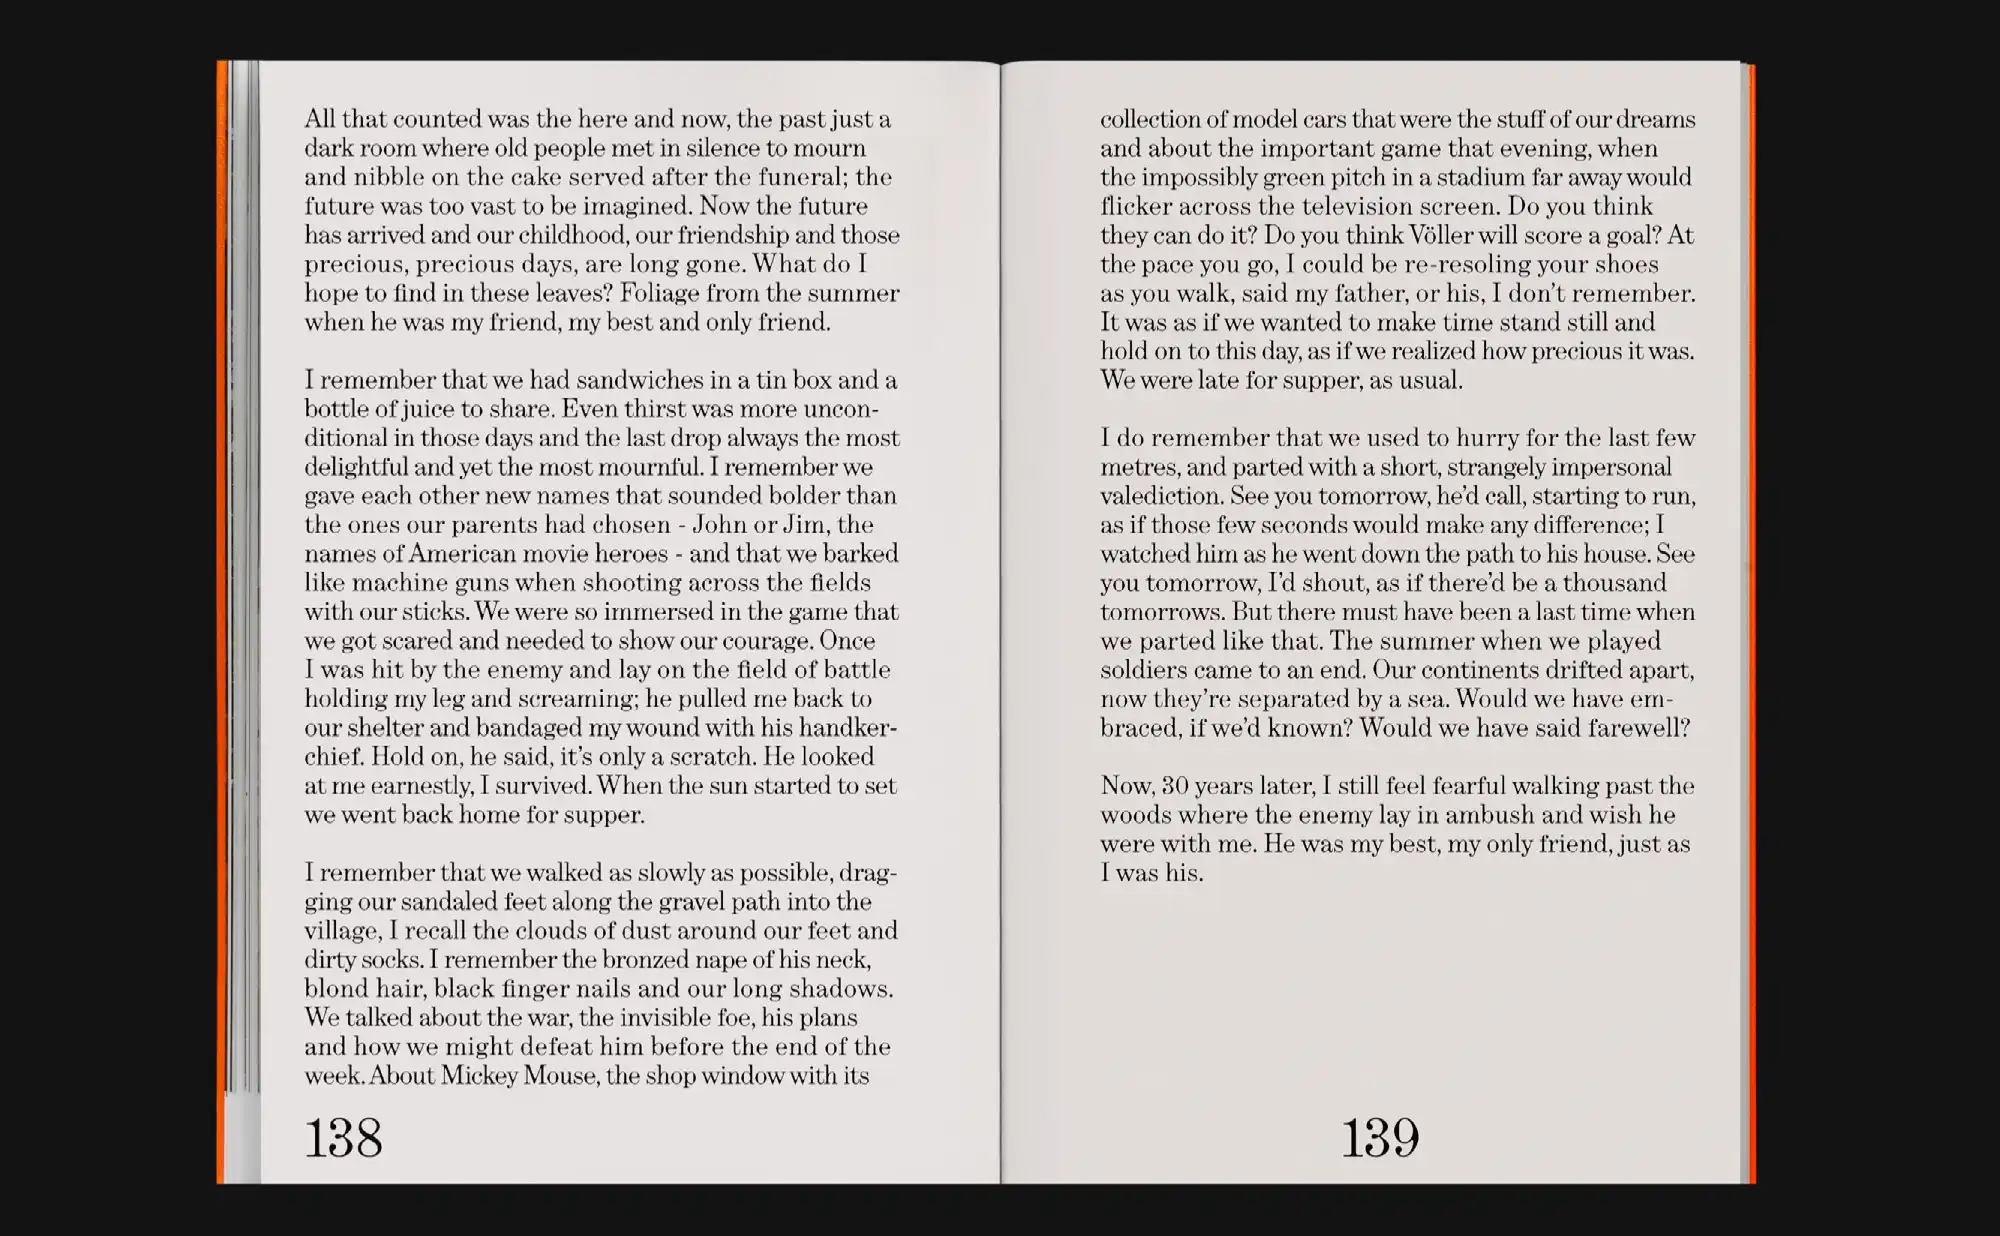 All that counted was the here and now, the past just a
dark room where old people met in silence to mourn
and nibble on the cake served after the funeral; the
future was too vast to be imagined. Now the future
has arrived and our childhood, our friendship and those
precious, precious days, are long gone. What do I
hope to find in these leaves? Foliage from the summer
when he was my friend, my best and only friend.
I remember that we had sandwiches in a tin box and a
bottle of juice to share. Even thirst was more uncon-
ditional in those days and the last drop always the most
delightful and yet the most mournful. I remember we
gave each other new names that sounded bolder than
the ones our parents had chosen - John or Jim, the
names of American movie heroes - and that we barked
like machine guns when shooting across the fields
with our sticks. We were so immersed in the game that
we got scared and needed to show our courage. Once
I was hit by the enemy and lay on the field of battle
holding my leg and screaming; he pulled me back to
our shelter and bandaged my wound with his handker-
chief. Hold on, he said, it's only a scratch. He looked
at me earnestly, I survived. When the sun started to set
we went back home for supper.
I remember that we walked as slowly as possible, drag-
ging our sandaled feet along the gravel path into the
village, I recall the clouds of dust around our feet and
dirty socks. I remember the bronzed nape of his neck,
blond hair, black finger nails and our long shadows.
We talked about the war, the invisible foe, his plans
and how we might defeat him before the end of the
week. About Mickey Mouse, the shop window with its
138
collection of model cars that were the stuff of our dreams
and about the important game that evening, when
the impossibly green pitch in a stadium far away would
flicker across the television screen. Do you think
they can do it? Do you think Völler will score a goal? At
the pace you go, I could be re-resoling your shoes
as you walk, said my father, or his, I don't remember.
It was as if we wanted to make time stand still and
hold on to this day, as if we realized how precious it was.
We were late for supper, as usual.
I do remember that we used to hurry for the last few
metres, and parted with a short, strangely impersonal
valediction. See you tomorrow, he'd call, starting to run,
as if those few seconds would make any difference; I
watched him as he went down the path to his house. See
you tomorrow, I'd shout, as if there'd be a thousand
tomorrows. But there must have been a last time when
we parted like that. The summer when we played
soldiers came to an end. Our continents drifted apart,
now they're separated by a sea. Would we have em-
braced, if we'd known? Would we have said farewell?
Now, 30 years later, I still feel fearful walking past the
woods where the enemy lay in ambush and wish he
were with me. He was my best, my only friend, just as
I was his.
139